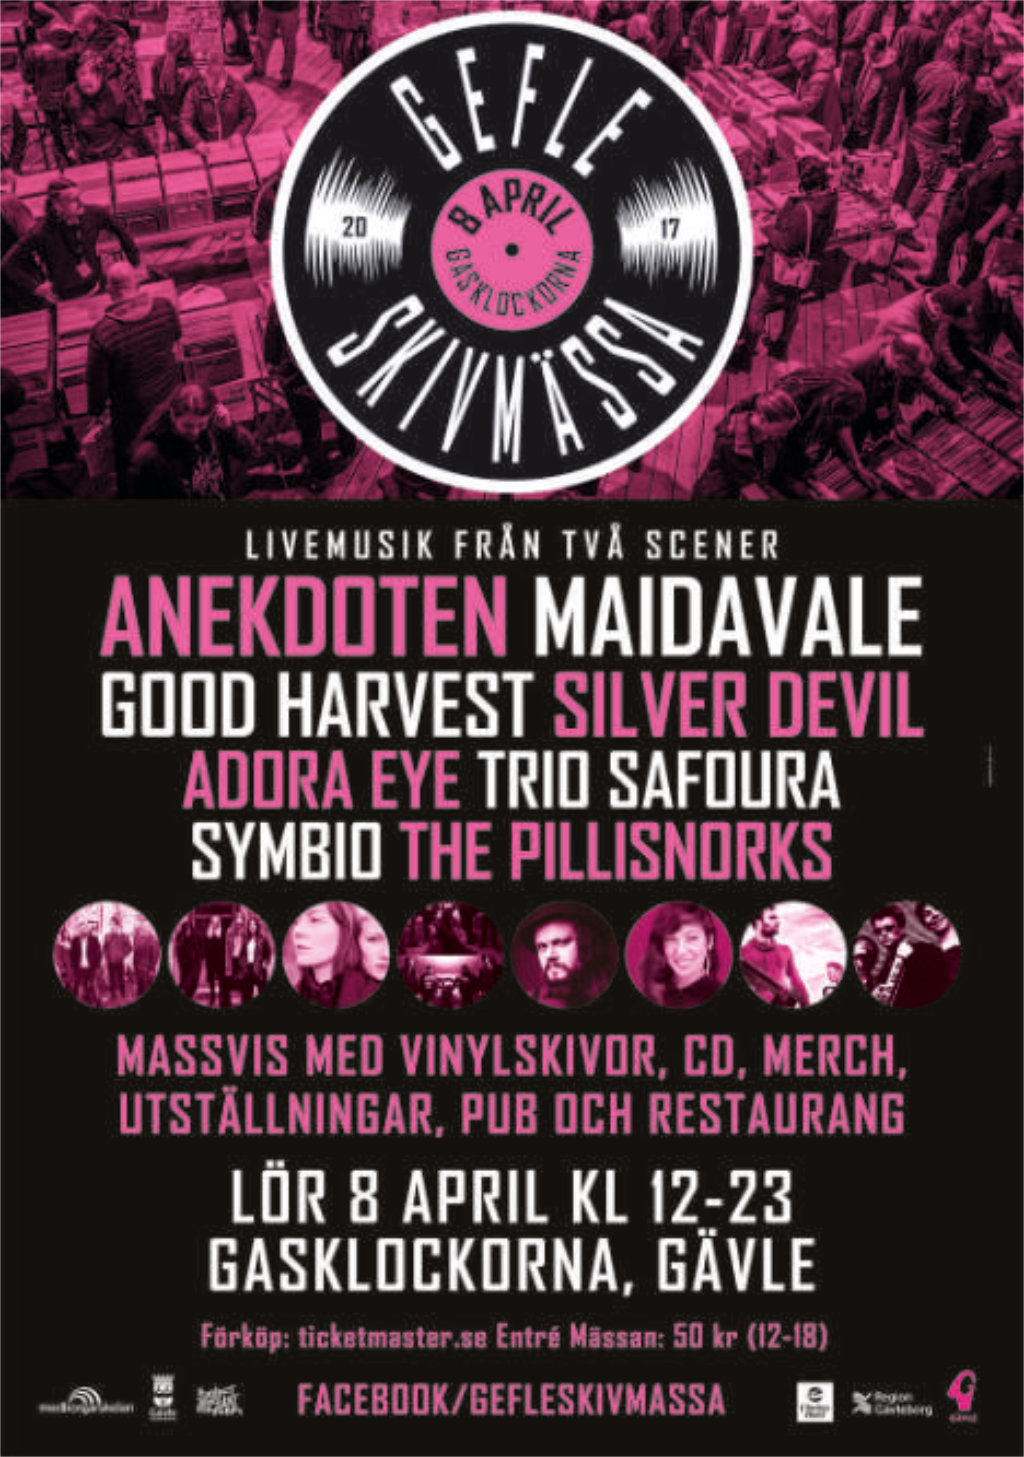 GEFLE
20
8 APRIL
17
GASKLOCKORNA
SKIVMÄSSA
LIVEMUSIK FRÅN TVÅ SCENER
ANEKDOTEN MAIDAVALE
GOOD HARVEST SILVER DEVIL
ADORA EYE TRIO SAFOURA
SYMBIO THE PILLISNORKS
MASSVIS MED VINYLSKIVOR, CD, MERCH,
UTSTÄLLNINGAR, PUB OCH RESTAURANG
LÖR 8 APRIL KL 12-23
GASKLOCKORNA, GÄVLE
Förköp: ticketmaster.se Entré Mässan: 50 kr (12-18)
medborgarskolan
FACEBOOK/GEFLESKIVMASSA
Region
Gävleborg